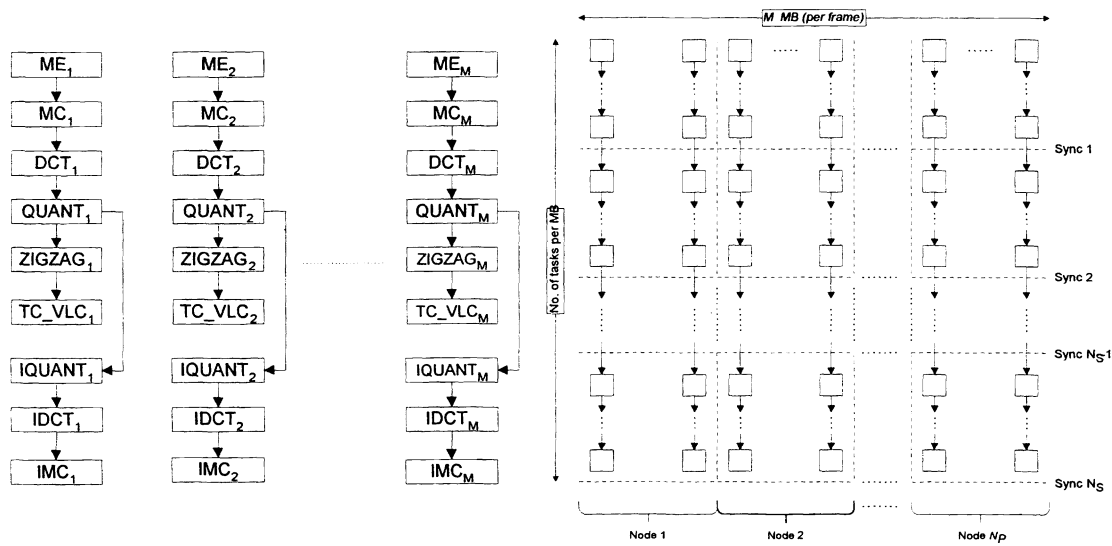 ME1
MC1
DCT1
QUANT1
ZIGZAG1
TC_VLC1
IQUANT1
IDCT1
IMC1
ME2
MC2
DCT2
QUANT2
ZIGZAG2
TC_VLC2
IQUANT2
IDCT2
IMC2
MEM
MCM
DCTM
QUANTM
ZIGZAGM
TC_VLCM
IQUANTM
IDCTM
IMCM
M MB (per frame)
No. of tasks per MB
Sync 1
Sync 2
Sync NS-1
Sync NS
Node 1
Node 2
Node NP